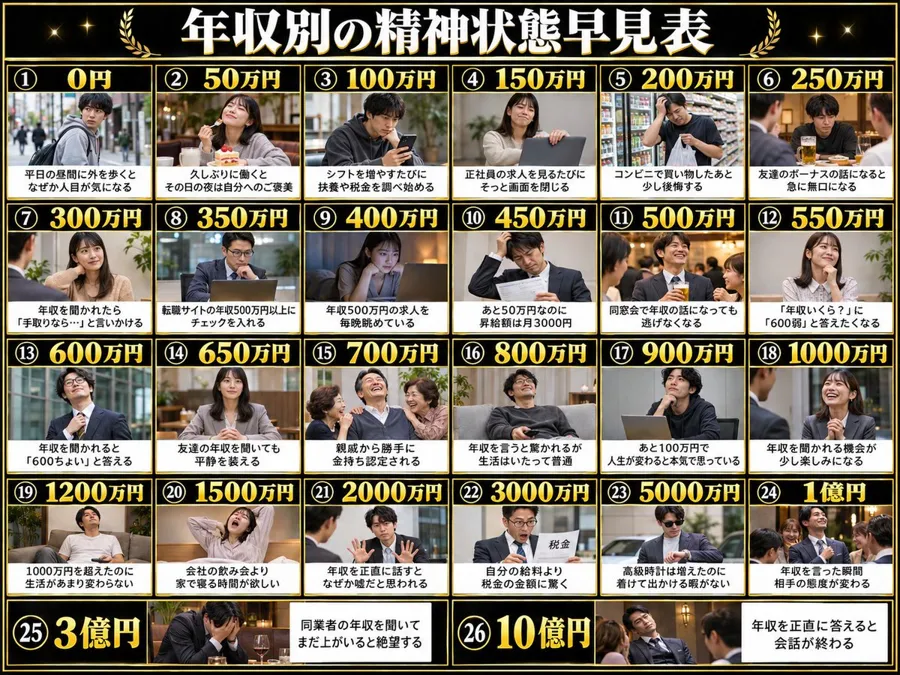 年収別の精神状態早見表
① 0円
平日の昼間に外を歩くと
なぜか人目が気になる
② 50万円
久しぶりに働くと
その日の夜は自分へのご褒美
③ 100万円
シフトを増やすたびに
扶養や税金を調べ始める
④ 150万円
正社員の求人を見るたびに
そっと画面を閉じる
⑤ 200万円
コンビニで買い物したあと
少し後悔する
⑥ 250万円
友達のボーナスの話になると
急に無口になる
⑦ 300万円
年収を聞かれたら
「手取りなら…」と言いかける
⑧ 350万円
転職サイトの年収500万円以上に
チェックを入れる
⑨ 400万円
年収500万円の求人を
毎晩眺めている
⑩ 450万円
あと50万円なのに
昇給額は月3000円
⑪ 500万円
同窓会で年収の話になっても
逃げなくなる
⑫ 550万円
「年収いくら?」に
「600弱」と答えたくなる
⑬ 600万円
年収を聞かれると
「600ちょい」と答える
⑭ 650万円
友達の年収を聞いても
平静を装える
⑮ 700万円
親戚から勝手に
金持ち認定される
⑯ 800万円
年収を言うと驚かれるが
生活はいたって普通
⑰ 900万円
あと100万円で
人生が変わると本気で思っている
⑱ 1000万円
年収を聞かれる機会が
少し楽しみになる
⑲ 1200万円
1000万円を超えたのに
生活があまり変わらない
⑳ 1500万円
会社の飲み会より
家で寝る時間が欲しい
㉑ 2000万円
年収を正直に話すと
なぜか嘘だと思われる
㉒ 3000万円
税金
自分の給料より
税金の金額に驚く
㉓ 5000万円
高級時計は増えたのに
着けて出かける暇がない
㉔ 1億円
年収を言った瞬間
相手の態度が変わる
㉕ 3億円
同業者の年収を聞いて
まだ上がいると絶望する
㉖ 10億円
年収を正直に答えると
会話が終わる